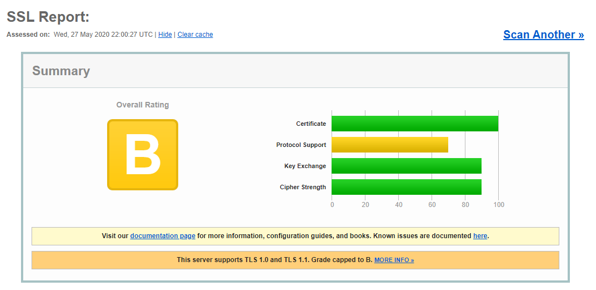 SSL Report:
Assessed on: Wed, 27 May 2020 22:00:27 UTC | Hide | Clear cache
Scan Another »
Summary
Overall Rating
B
Certificate
Protocol Support
Key Exchange
Cipher Strength
0 20 40 60 80 100
Visit our documentation page for more information, configuration guides, and books. Known issues are documented here.
This server supports TLS 1.0 and TLS 1.1. Grade capped to B. MORE INFO »